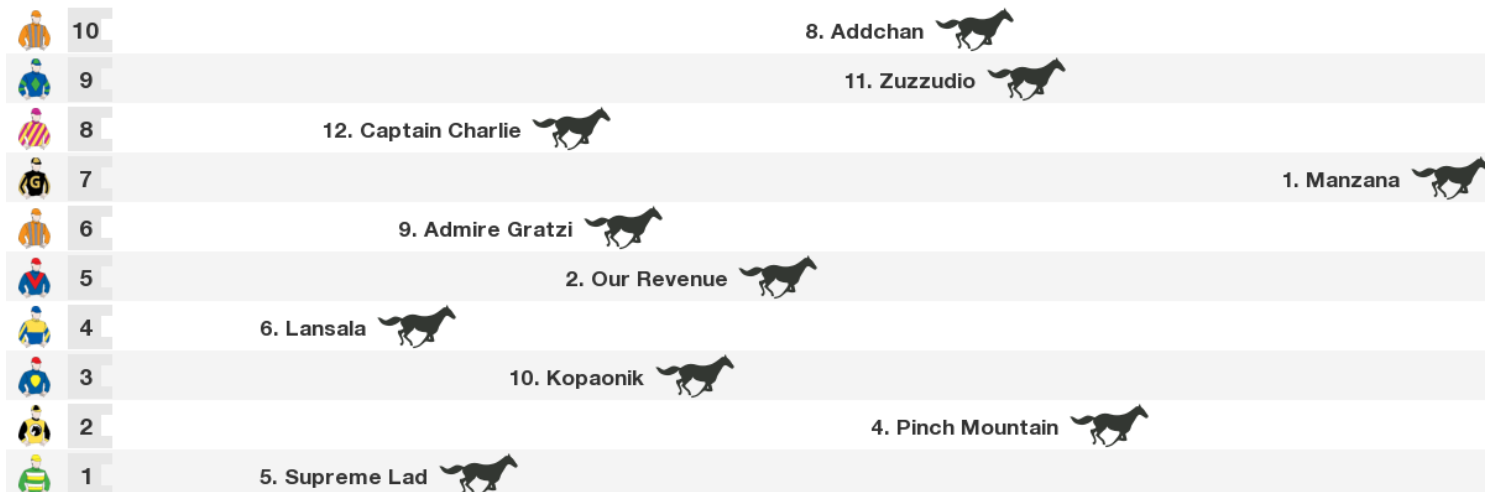 10 8. Addchan
9 11. Zuzzudio
8 12. Captain Charlie
G 7 1. Manzana
6 9. Admire Gratzi
5 2. Our Revenue
4 6. Lansala
3 10. Kopaonik
2 4. Pinch Mountain
1 5. Supreme Lad